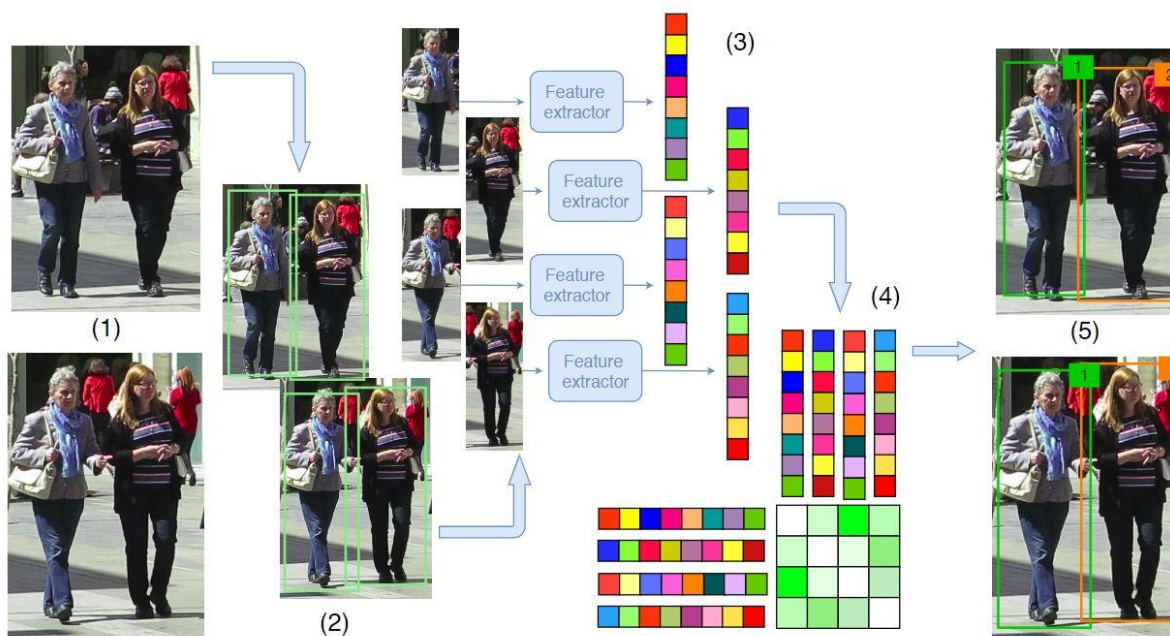 (1)
(2)
Feature
extractor
Feature
extractor
Feature
extractor
Feature
extractor
(3)
(4)
1
2
(5)
1